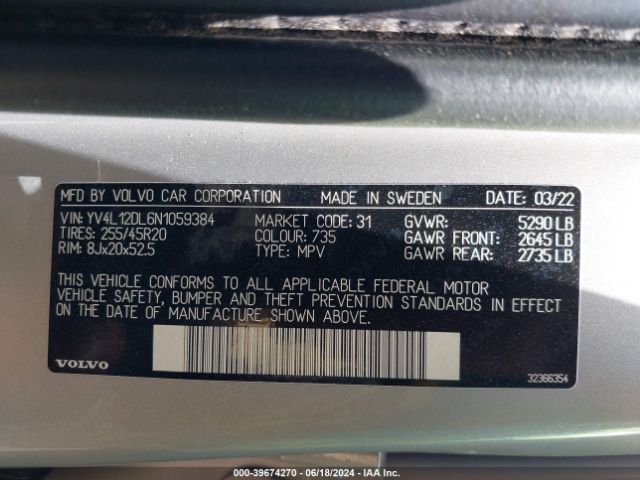 MFD BY VOLVO CAR CORPORATION MADE IN SWEDEN DATE: 03/22
VIN: YV4L12DL6N1059384 MARKET CODE: 31 GVWR: 5290 LB
TIRES: 255/45R20 COLOUR: 735 GAWR FRONT: 2645 LB
RIM: 8Jx20x52.5 TYPE: MPV GAWR REAR: 2735 LB
THIS VEHICLE CONFORMS TO ALL APPLICABLE FEDERAL MOTOR
VEHICLE SAFETY, BUMPER AND THEFT PREVENTION STANDARDS IN EFFECT
ON THE DATE OF MANUFACTURE SHOWN ABOVE.
VOLVO 32366354
000-39674270 - 06/18/2024 - IAAI.COM